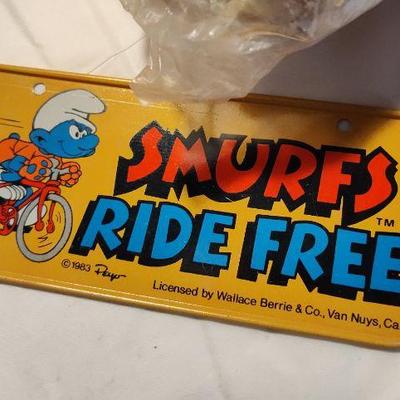 SMURFS
™
RIDE FREE
©1983 Peyo
Licensed by Wallace Berrie & Co., Van Nuys, Ca